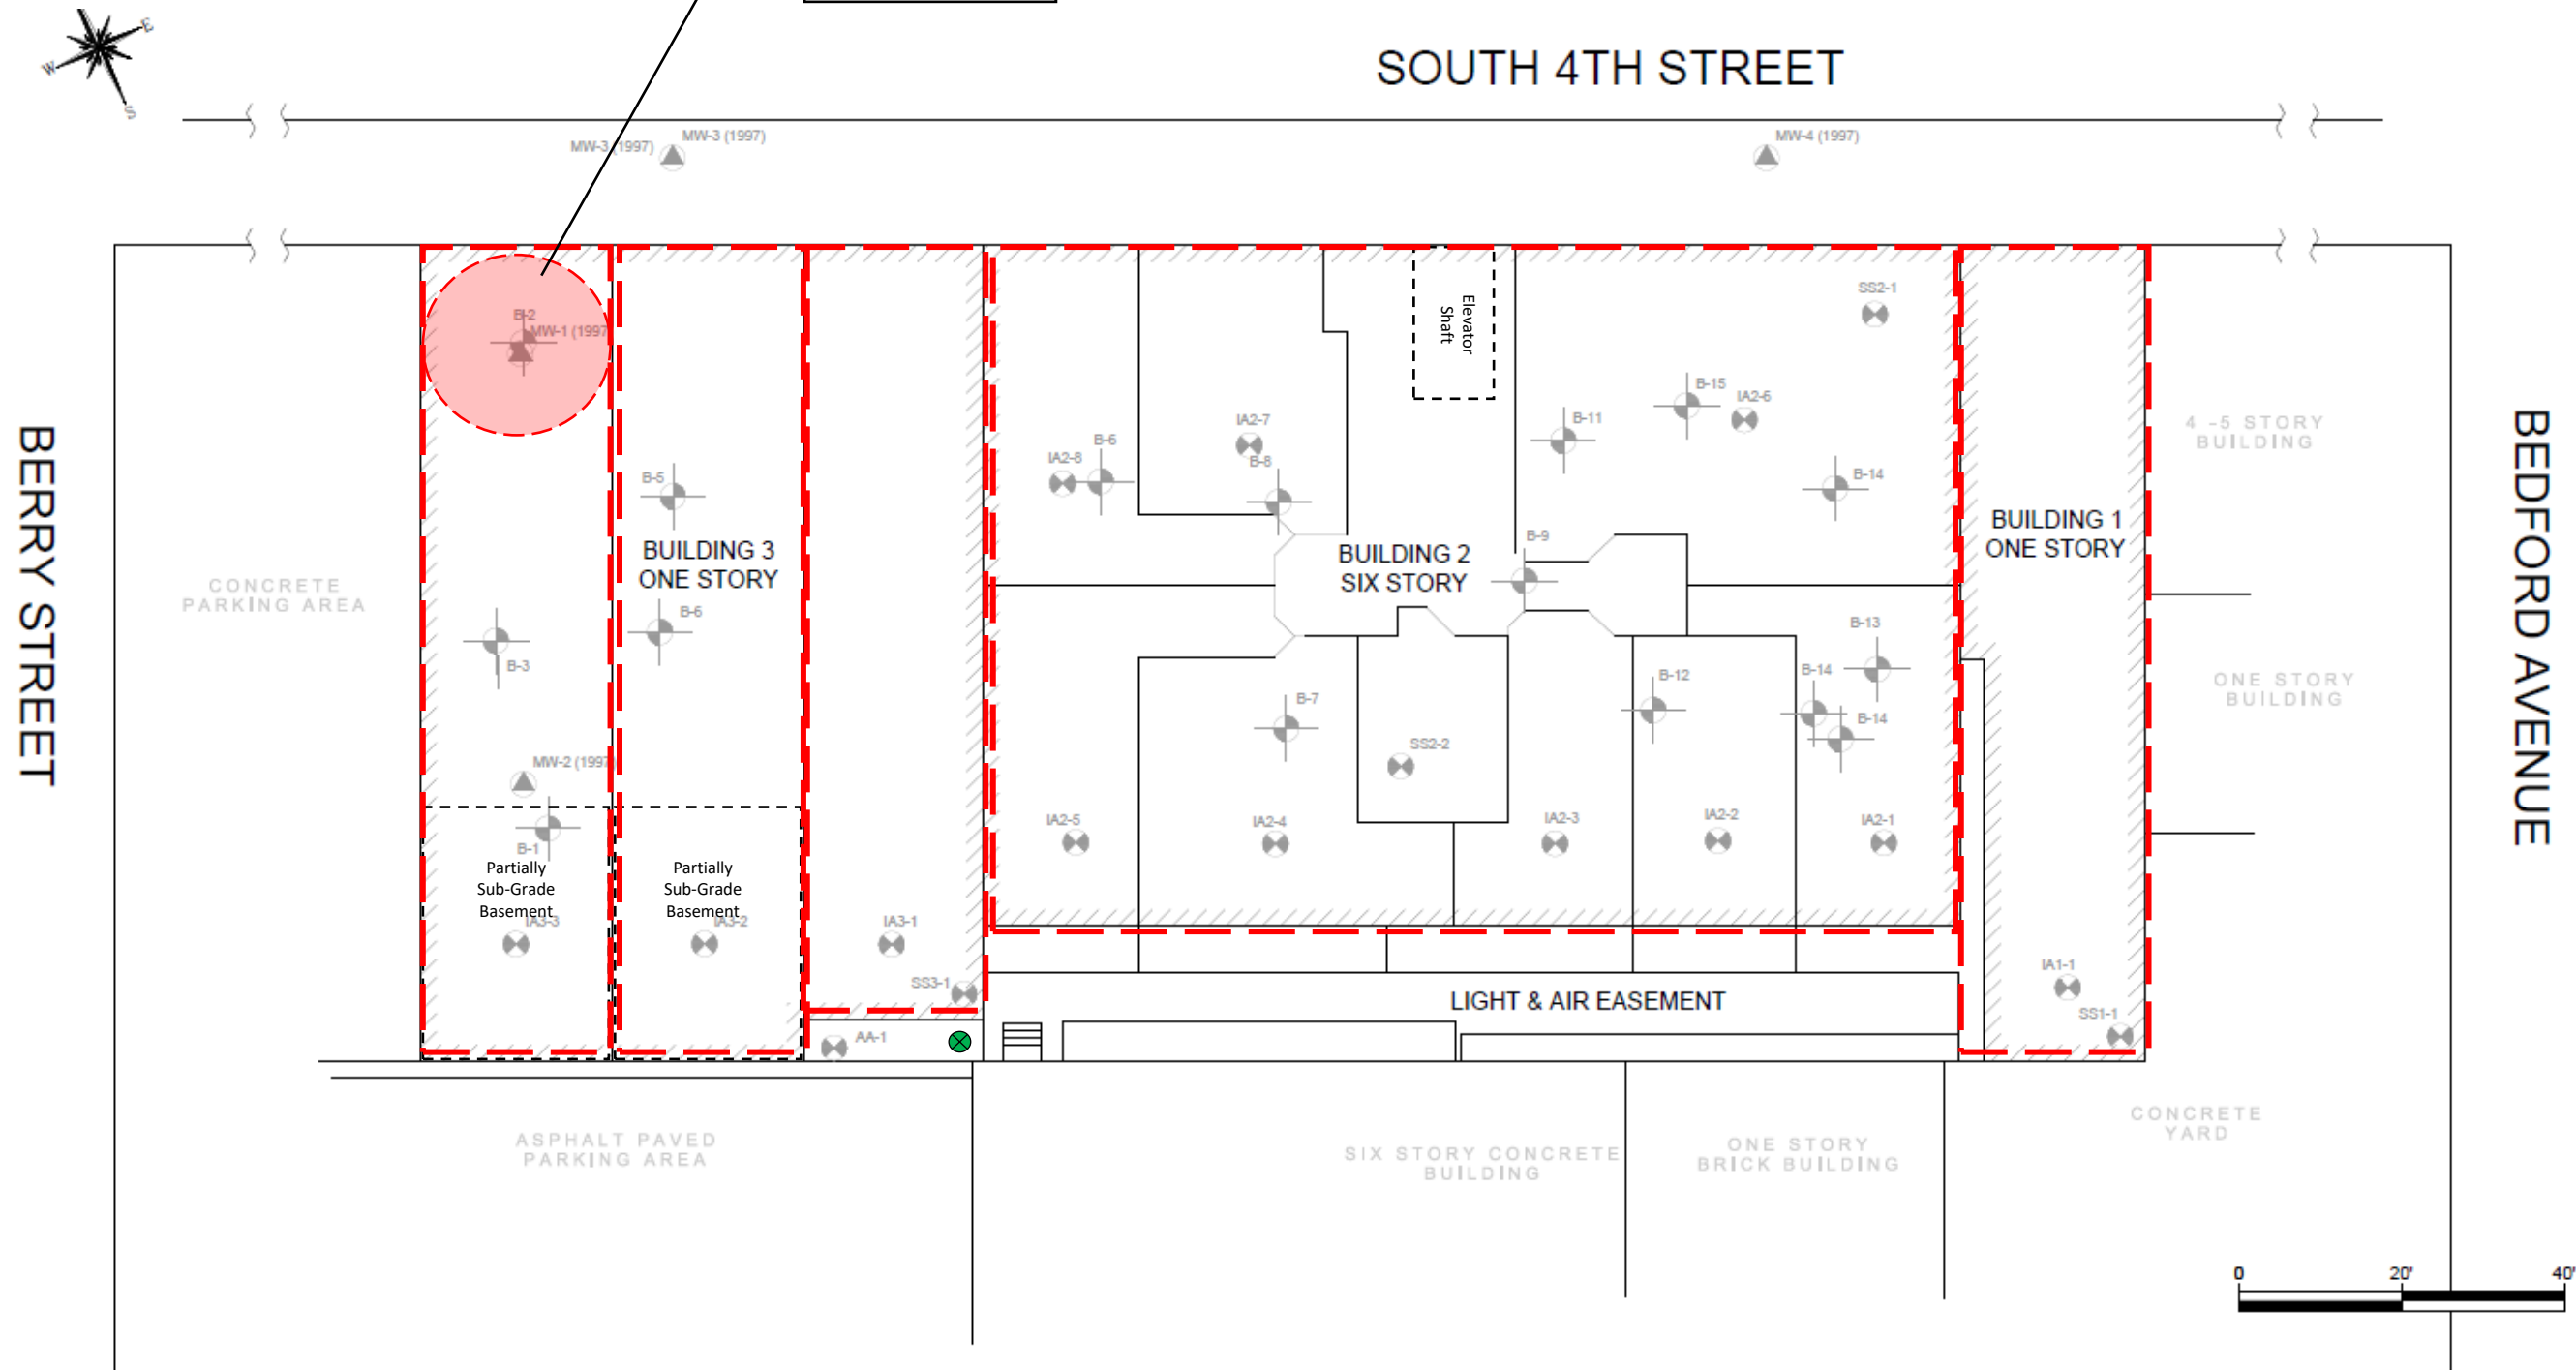 E
W
S
SOUTH 4TH STREET
MW-3 (1997)
MW-3 (1997)
MW-4 (1997)
B-2
MW-1 (1997
SS2-1
Elevator
Shaft
B-15
IA2-6
B-11
IA2-7
B-8
B-6
IA2-8
B-14
B-5
4 -5 STORY
BUILDING
BERRY STREET
BEDFORD AVENUE
BUILDING 3
ONE STORY
BUILDING 2
SIX STORY
B-9
BUILDING 1
ONE STORY
CONCRETE
PARKING AREA
B-6
B-3
B-13
B-14
B-12
B-14
B-7
SS2-2
ONE STORY
BUILDING
MW-2 (1997
B-1
IA2-5
IA2-4
IA2-3
IA2-2
IA2-1
Partially
Sub-Grade
Basement
IA3-3
Partially
Sub-Grade
Basement
IA3-2
IA3-1
SS3-1
IA1-1
SS1-1
LIGHT & AIR EASEMENT
AA-1
ASPHALT PAVED
PARKING AREA
SIX STORY CONCRETE
BUILDING
ONE STORY
BRICK BUILDING
CONCRETE
YARD
0 20' 40'